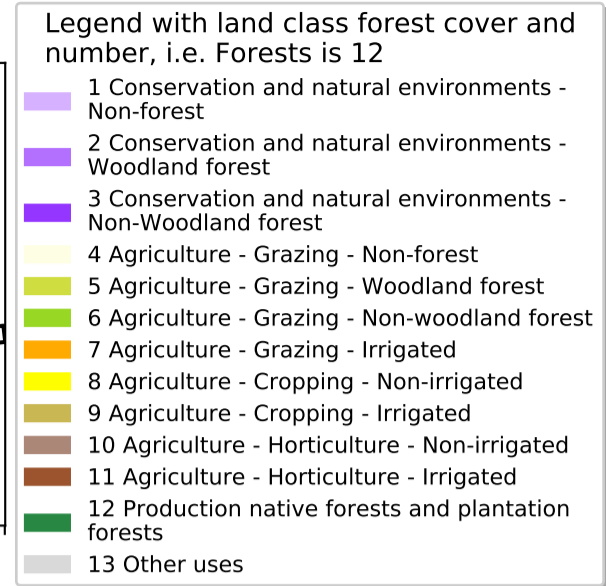 Legend with land class forest cover and
number, i.e. Forests is 12
1 Conservation and natural environments -
Non-forest
2 Conservation and natural environments -
Woodland forest
3 Conservation and natural environments -
Non-Woodland forest
4 Agriculture - Grazing - Non-forest
5 Agriculture - Grazing - Woodland forest
6 Agriculture - Grazing - Non-woodland forest
7 Agriculture - Grazing - Irrigated
8 Agriculture - Cropping - Non-irrigated
9 Agriculture - Cropping - Irrigated
10 Agriculture - Horticulture - Non-irrigated
11 Agriculture - Horticulture - Irrigated
12 Production native forests and plantation
forests
13 Other uses